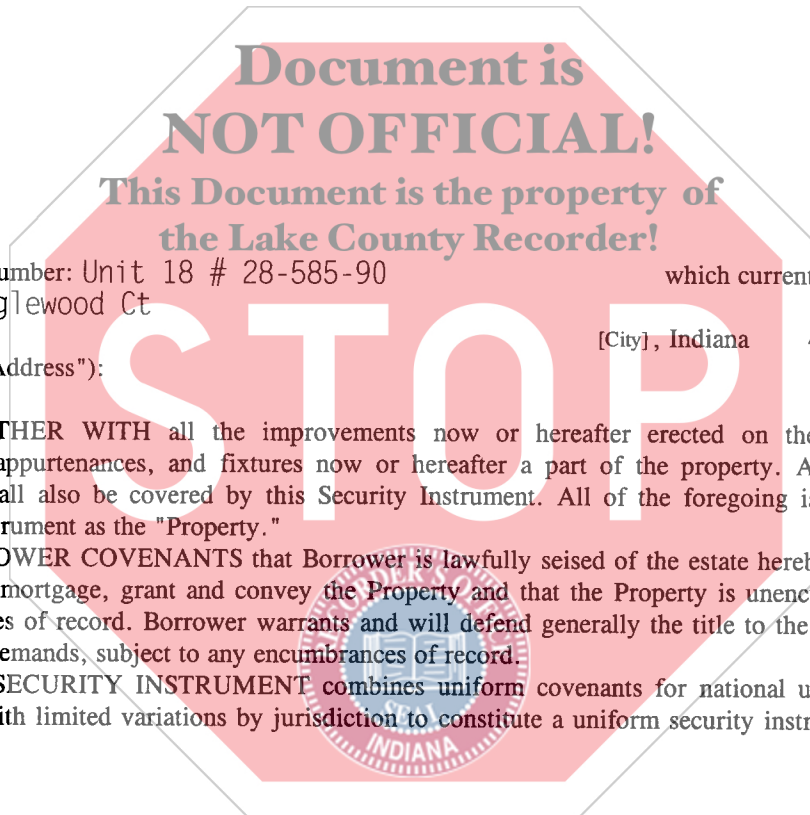 Document is
NOT OFFICIAL!
This Document is the property of
the Lake County Recorder!
umber: Unit 18 # 28-585-90 which current
glewood Ct
[City], Indiana
Address"):
STOP
THER WITH all the improvements now or hereafter erected on the
appurtenances, and fixtures now or hereafter a part of the property. A
all also be covered by this Security Instrument. All of the foregoing is
rument as the "Property."
OWER COVENANTS that Borrower is lawfully seised of the estate hereb
mortgage, grant and convey the Property and that the Property is unenc
es of record. Borrower warrants and will defend generally the title to the
emands, subject to any encumbrances of record.
SECURITY INSTRUMENT combines uniform covenants for national u
ith limited variations by jurisdiction to constitute a uniform security instr
SEAL
INDIANA